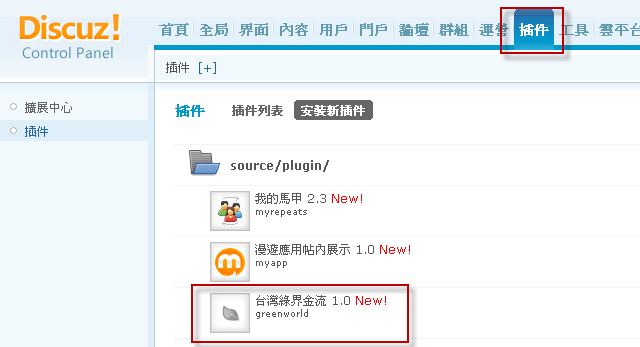 Discuz!
Control Panel
首頁 全局 界面 內容 用戶 門戶 論壇 群組 運營 插件 工具 雲平台
插件 [+]
擴展中心
插件
插件 插件列表 安裝新插件
source/plugin/
我的馬甲 2.3 New!
myrepeats
漫遊應用帖內展示 1.0 New!
myapp
台灣綠界金流 1.0 New!
greenworld